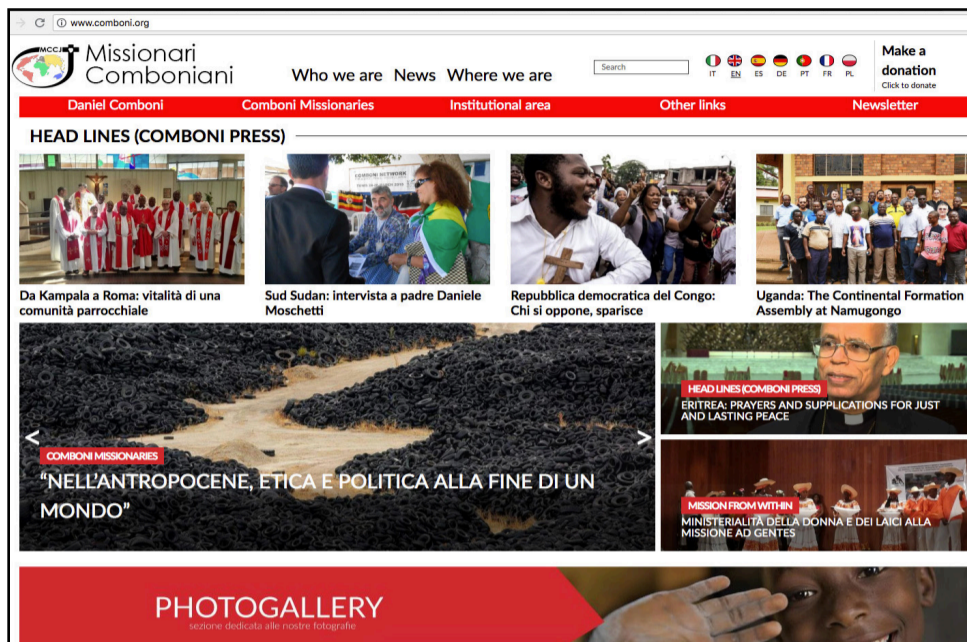 www.comboni.org
MCCJ
Missionari
Comboniani
Who we are News Where we are
Search
IT EN ES DE PT FR PL
Make a
donation
Click to donate
Daniel Comboni Comboni Missionaries Institutional area Other links Newsletter
HEAD LINES (COMBONI PRESS)
Da Kampala a Roma: vitalità di una
comunità parrocchiale
Sud Sudan: intervista a padre Daniele
Moschetti
Repubblica democratica del Congo:
Chi si oppone, sparisce
Uganda: The Continental Formation
Assembly at Namugongo
<
>
COMBONI MISSIONARIES
“NELL’ANTROPOCENE, ETICA E POLITICA ALLA FINE DI UN
MONDO”
HEAD LINES (COMBONI PRESS)
ERITREA: PRAYERS AND SUPPLICATIONS FOR JUST
AND LASTING PEACE
MISSION FROM WITHIN
MINISTERIALITÀ DELLA DONNA E DEI LAICI ALLA
MISSIONE AD GENTES
PHOTOGALLERY
sezione dedicata alle nostre fotografie